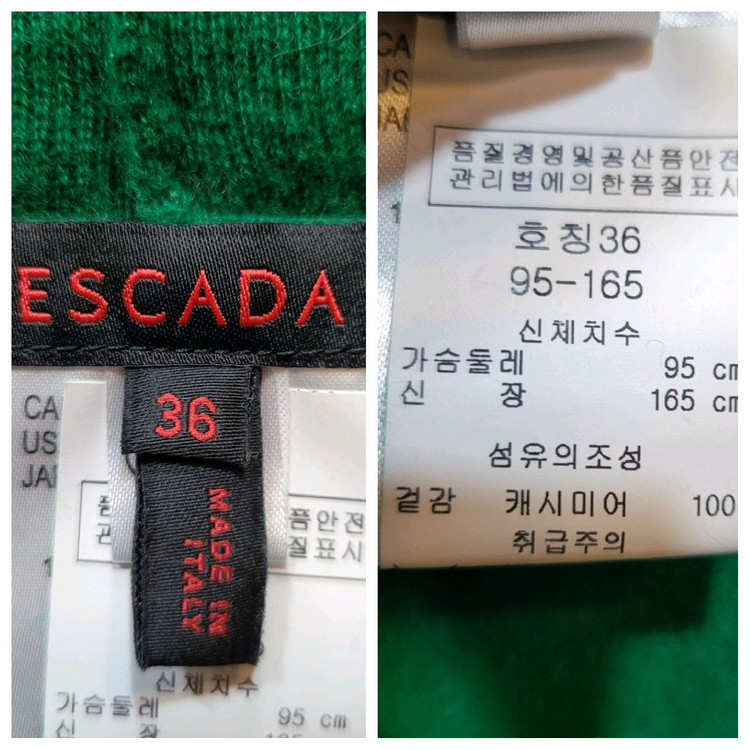 ESCADA
36
MADE IN
ITALY
CA
US
품안전
질표시
신체치수
가슴둘레 95 cm
신 장
CA
US
품질경영및공산품안전
관리법에의한품질표시
호칭36
95-165
신체치수
가슴둘레 95 cm
신 장 165 cm
섬유의조성
겉감 캐시미어 100
취급주의